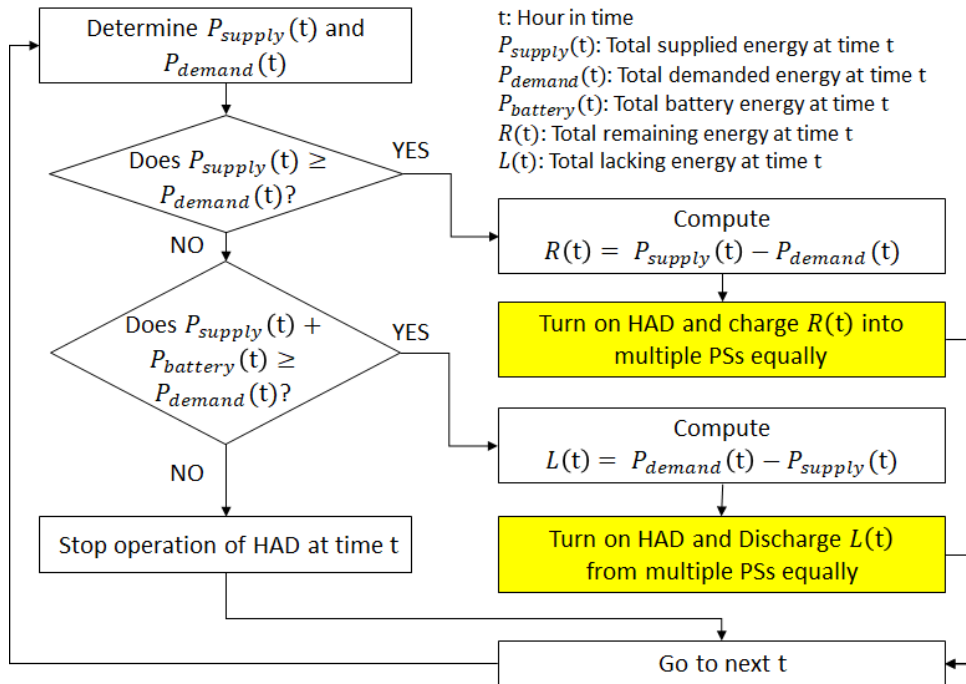 Determine P_supply(t) and
P_demand(t)
t: Hour in time
P_supply(t): Total supplied energy at time t
P_demand(t): Total demanded energy at time t
P_battery(t): Total battery energy at time t
R(t): Total remaining energy at time t
L(t): Total lacking energy at time t
Does P_supply(t) ≥
P_demand(t)?
YES
NO
Compute
R(t) = P_supply(t) − P_demand(t)
Turn on HAD and charge R(t) into
multiple PSs equally
Does P_supply(t) +
P_battery(t) ≥
P_demand(t)?
YES
NO
Compute
L(t) = P_demand(t) − P_supply(t)
Turn on HAD and Discharge L(t)
from multiple PSs equally
Stop operation of HAD at time t
Go to next t